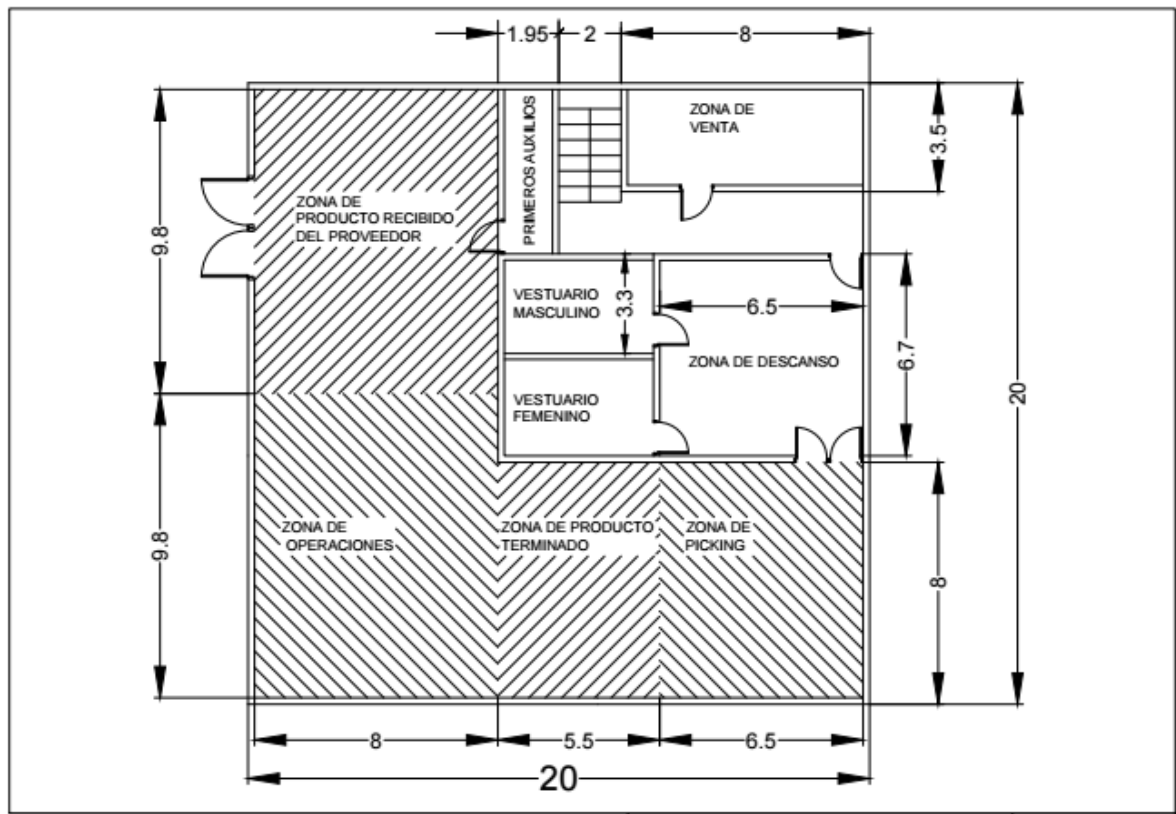 1.95
2
8
ZONA DE
VENTA
PRIMEROS AUXILIOS
3.5
ZONA DE
PRODUCTO RECIBIDO
DEL PROVEEDOR
9.8
VESTUARIO
MASCULINO
3.3
6.5
ZONA DE DESCANSO
6.7
20
VESTUARIO
FEMENINO
9.8
ZONA DE
OPERACIONES
ZONA DE PRODUCTO
TERMINADO
ZONA DE
PICKING
8
8
5.5
6.5
20